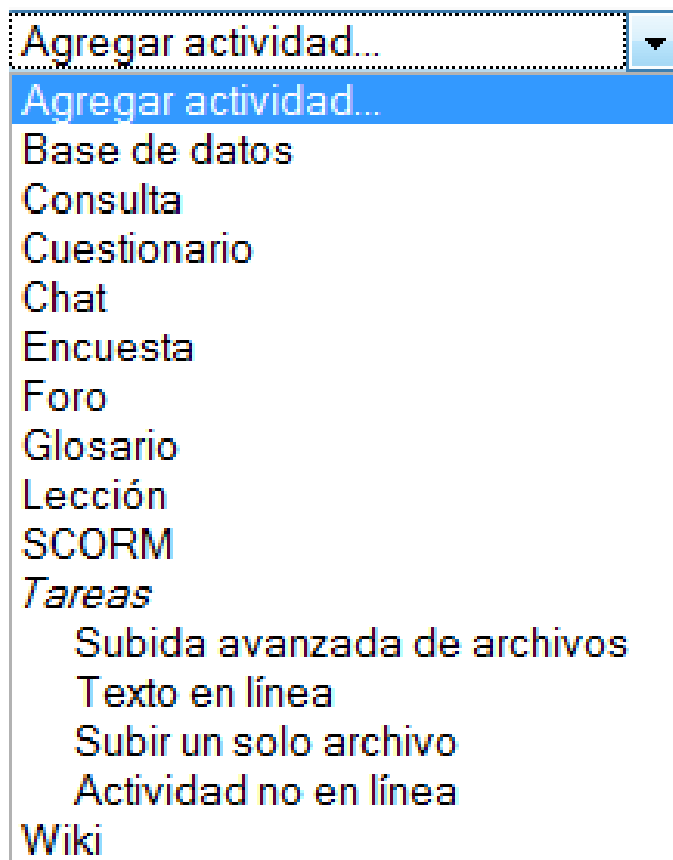 Agregar actividad...
Agregar actividad...
Base de datos
Consulta
Cuestionario
Chat
Encuesta
Foro
Glosario
Lección
SCORM
Tareas
Subida avanzada de archivos
Texto en línea
Subir un solo archivo
Actividad no en línea
Wiki